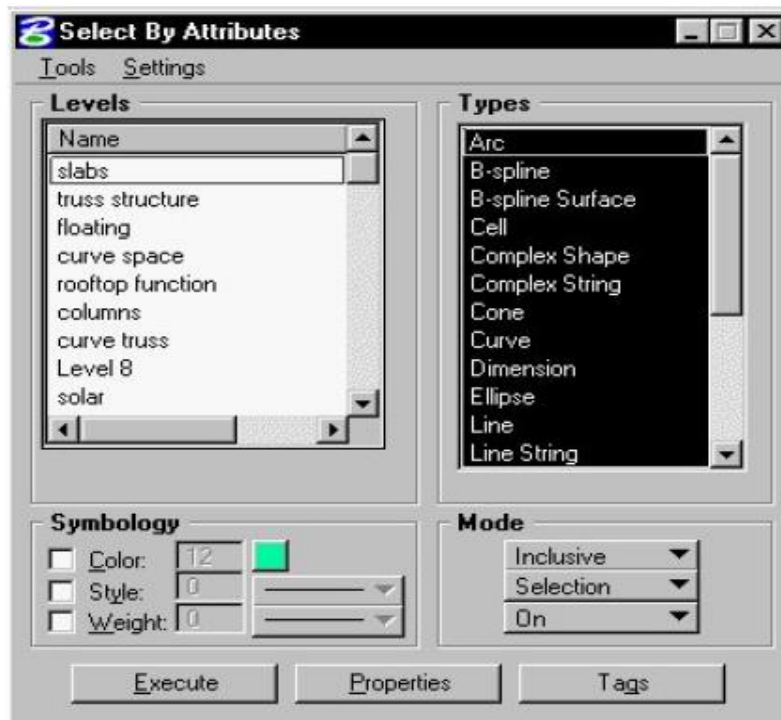 Select By Attributes
Tools Settings
Levels
Name
slabs
truss structure
floating
curve space
rooftop function
columns
curve truss
Level 8
solar
Types
Arc
B-spline
B-spline Surface
Cell
Complex Shape
Complex String
Cone
Curve
Dimension
Ellipse
Line
Line String
Symbology
Color: 12
Style: 0
Weight: 0
Mode
Inclusive
Selection
On
Execute Properties Tags